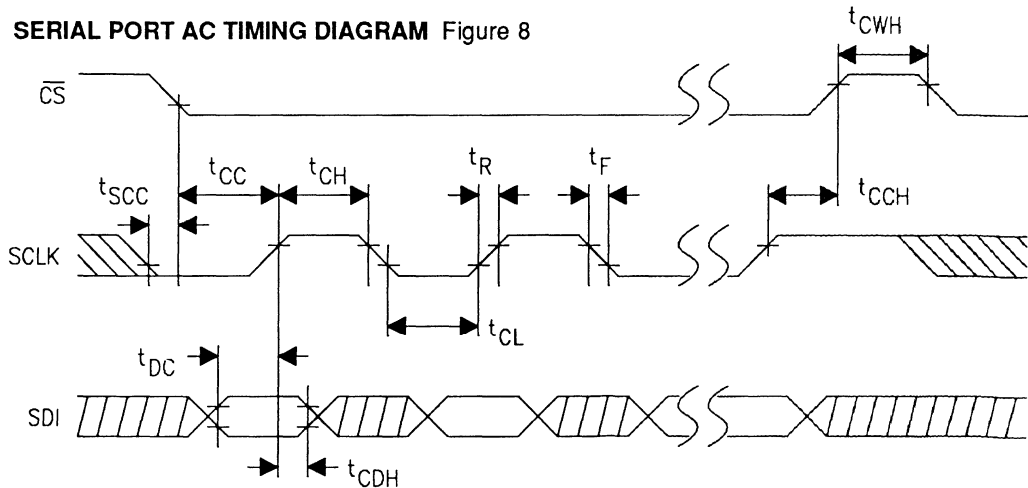 SERIAL PORT AC TIMING DIAGRAM Figure 8
tCWH
CS
tCC
tCH
tR
tF
tSCC
tCCH
SCLK
tCL
tDC
SDI
tCDH